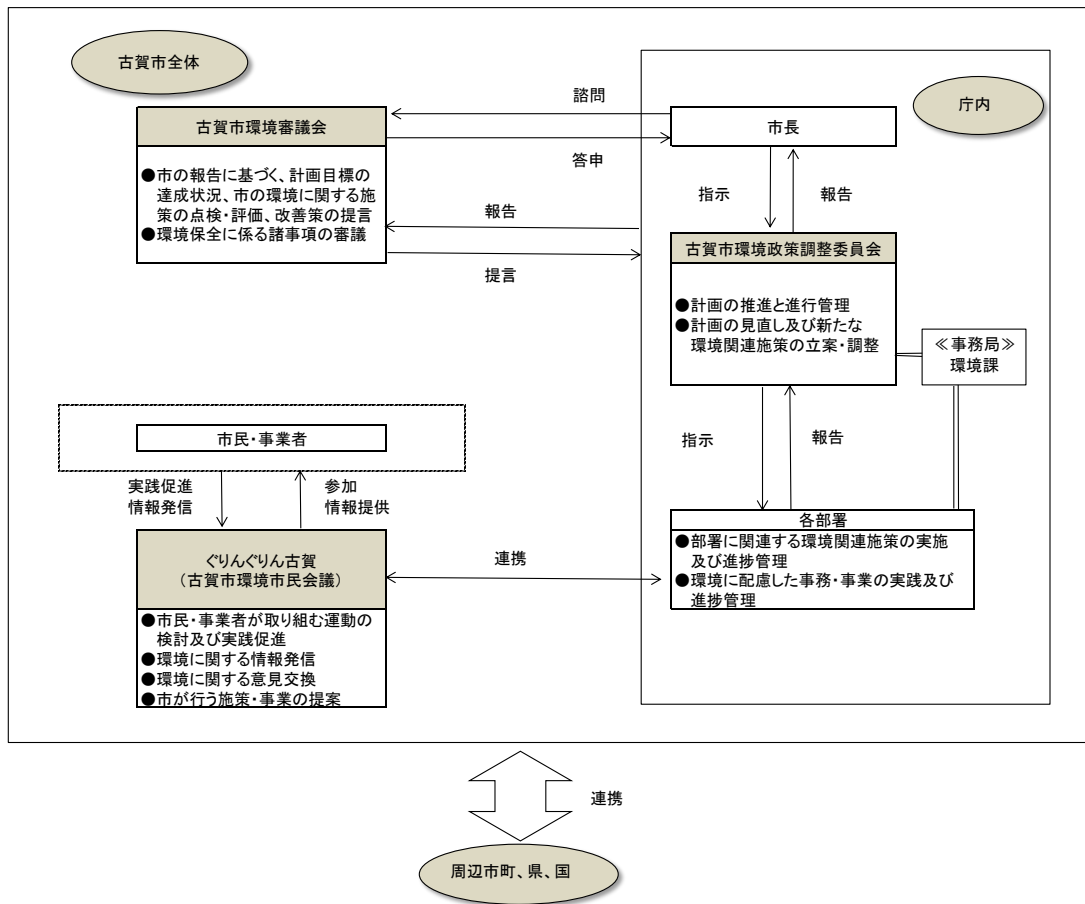 古賀市全体
庁内
諮問
答申
古賀市環境審議会
●市の報告に基づく、計画目標の
達成状況、市の環境に関する施
策の点検・評価、改善策の提言
●環境保全に係る諸事項の審議
市長
指示
報告
報告
提言
古賀市環境政策調整委員会
●計画の推進と進行管理
●計画の見直し及び新たな
環境関連施策の立案・調整
≪事務局≫
環境課
指示
報告
市民・事業者
実践促進
情報発信
参加
情報提供
各部署
●部署に関連する環境関連施策の実施
及び進捗管理
●環境に配慮した事務・事業の実践及び
進捗管理
連携
ぐりんぐりん古賀
（古賀市環境市民会議）
●市民・事業者が取り組む運動の
検討及び実践促進
●環境に関する情報発信
●環境に関する意見交換
●市が行う施策・事業の提案
連携
周辺市町、県、国